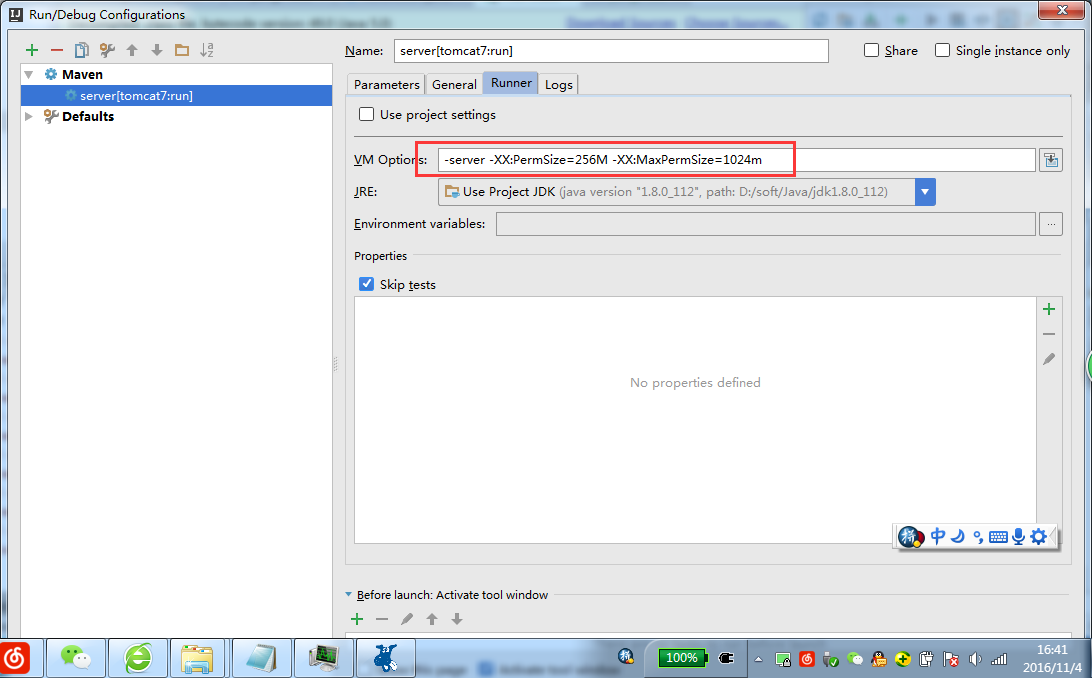 Run/Debug Configurations
Name: server[tomcat7:run]
Share
Single instance only
Maven
server[tomcat7:run]
Defaults
Parameters General Runner Logs
Use project settings
VM Options: -server -XX:PermSize=256M -XX:MaxPermSize=1024m
JRE: Use Project JDK (java version "1.8.0_112", path: D:/soft/Java/jdk1.8.0_112)
Environment variables:
...
Properties
Skip tests
No properties defined
拼 中
Before launch: Activate tool window
100%
拼
16:41
2016/11/4